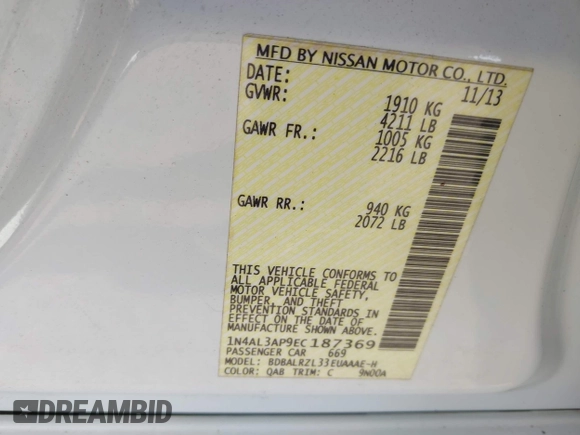 MFD BY NISSAN MOTOR CO., LTD.
DATE: 11/13
GVWR: 1910 KG
4211 LB
GAWR FR.: 1005 KG
2216 LB
GAWR RR.: 940 KG
2072 LB
THIS VEHICLE CONFORMS TO
ALL APPLICABLE FEDERAL
MOTOR VEHICLE SAFETY,
BUMPER, AND THEFT
PREVENTION STANDARDS IN
EFFECT ON THE DATE OF
MANUFACTURE SHOWN ABOVE.
1N4AL3AP9EC187369
PASSENGER CAR 669
MODEL: BDBALRZL33EUAAAE-H
COLOR: QAB TRIM: C 9N00A
DREAMBID